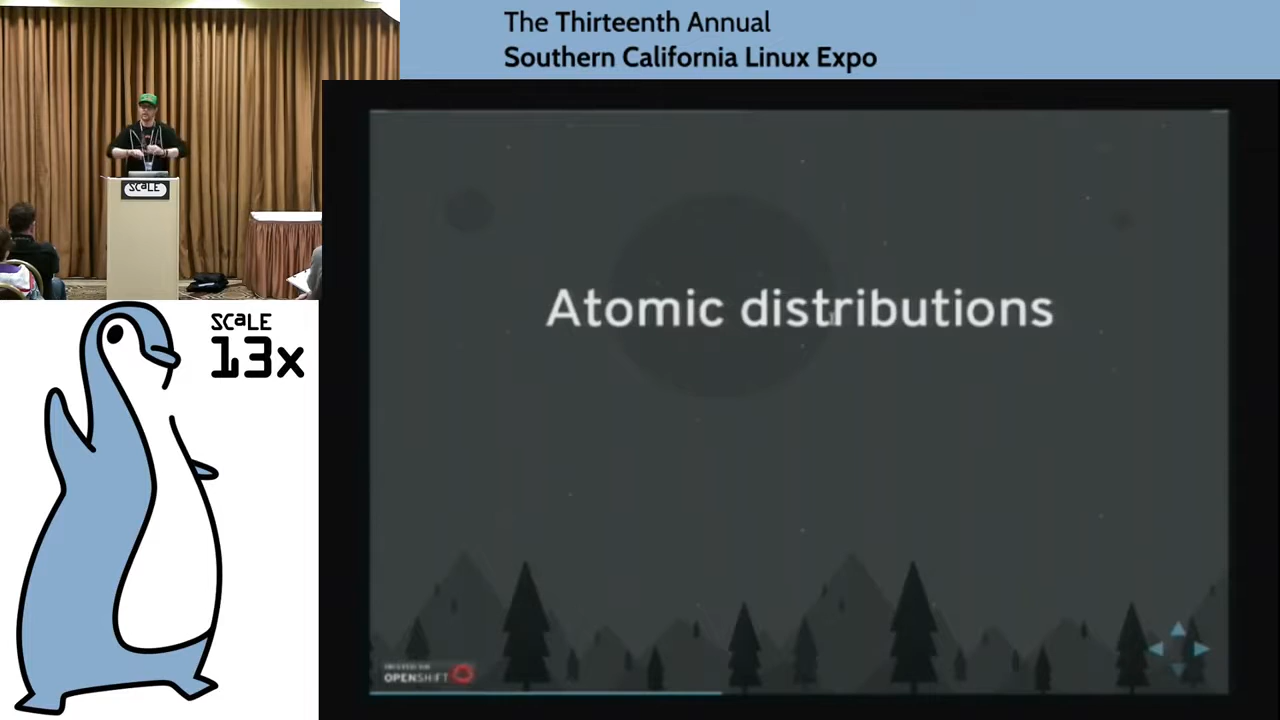 The Thirteenth Annual
Southern California Linux Expo
SCaLE
SCaLE
13x
Atomic distributions
OPENSHIFT